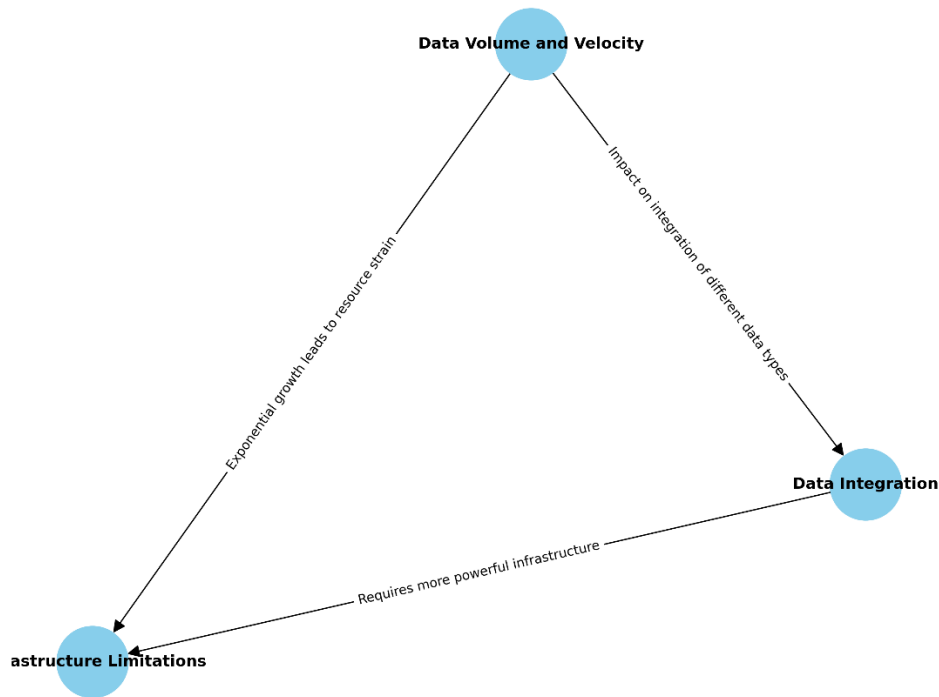 Data Volume and Velocity
Impact on integration of different data types
Exponential growth leads to resource strain
Data Integration
Requires more powerful infrastructure
astructure Limitations